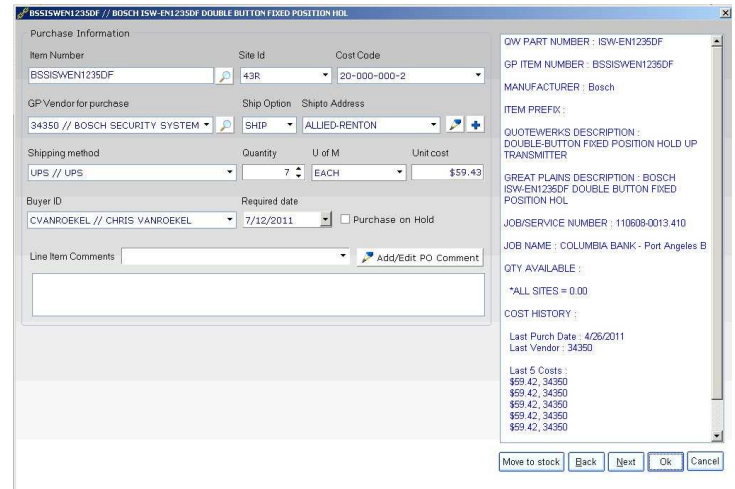 BSSISWEN1235DF // BOSCH ISW-EN1235DF DOUBLE BUTTON FIXED POSITION HOL
Purchase Information
Item Number Site Id Cost Code
BSSISWEN1235DF 43R 20-000-000-2
GP Vendor for purchase Ship Option Shipto Address
34350 // BOSCH SECURITY SYSTEM SHIP ALLIED-RENTON
Shipping method Quantity U of M Unit cost
UPS // UPS 7 EACH $59.43
Buyer ID Required date
CVANROEKEL // CHRIS VANROEKEL 7/12/2011 Purchase on Hold
Line Item Comments Add/Edit PO Comment
QW PART NUMBER : ISW-EN1235DF
GP ITEM NUMBER : BSSISWEN1235DF
MANUFACTURER : Bosch
ITEM PREFIX :
QUOTEWERKS DESCRIPTION :
DOUBLE-BUTTON FIXED POSITION HOLD UP
TRANSMITTER
GREAT PLAINS DESCRIPTION : BOSCH
ISW-EN1235DF DOUBLE BUTTON FIXED
POSITION HOL
JOB/SERVICE NUMBER : 110608-0013.410
JOB NAME : COLUMBIA BANK - Port Angeles B
QTY AVAILABLE :
*ALL SITES = 0.00
COST HISTORY :
Last Purch Date : 4/26/2011
Last Vendor : 34350
Last 5 Costs :
$59.42, 34350
$59.42, 34350
$59.42, 34350
$59.42, 34350
$59.42, 34350
Move to stock Back Next Ok Cancel